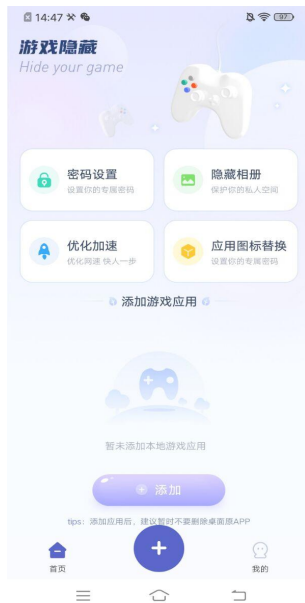 14:47
97
游戏隐藏
Hide your game
密码设置
设置你的专属密码
隐藏相册
保护你的私人空间
优化加速
优化网速 快人一步
应用图标替换
设置你的专属密码
添加游戏应用
暂未添加本地游戏应用
添加
tips：添加应用后，建议暂时不要删除桌面原APP
首页
我的